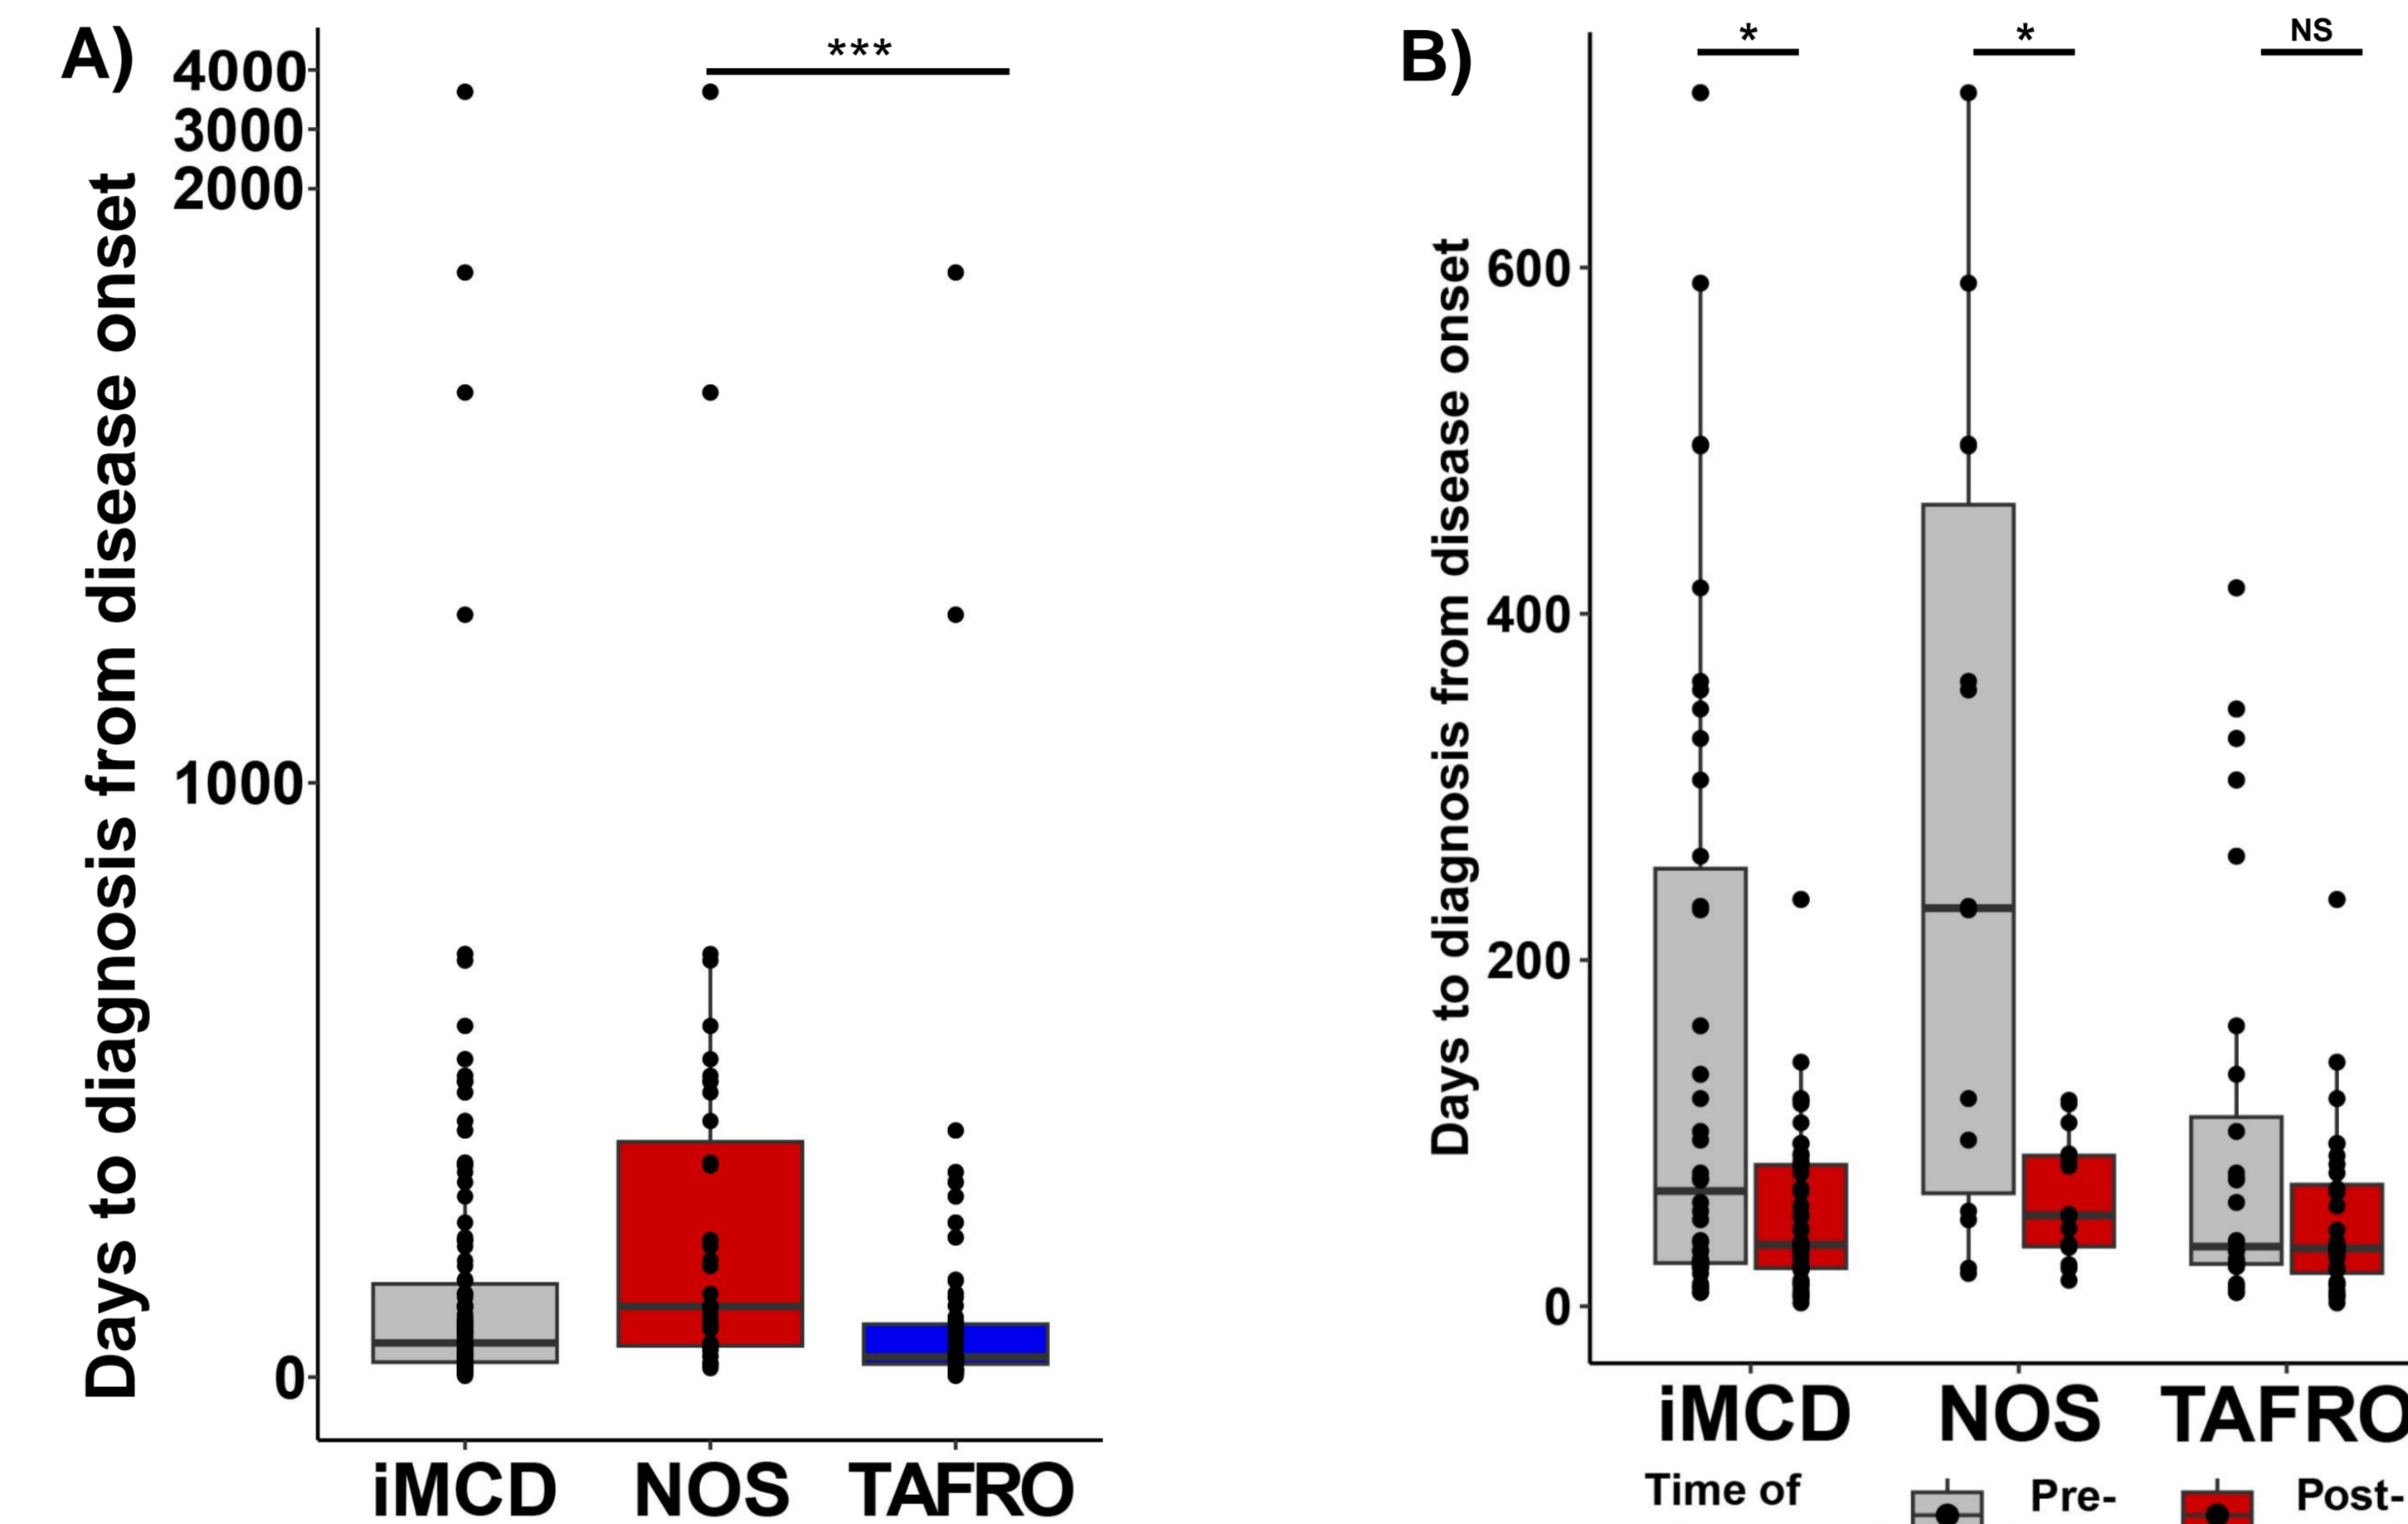 A)
***
4000
3000
2000
1000
0
Days to diagnosis from disease onset
iMCD NOS TAFRO
B)
* * NS
600
400
200
0
Days to diagnosis from disease onset
iMCD NOS TAFRO
Time of Pre- Post-